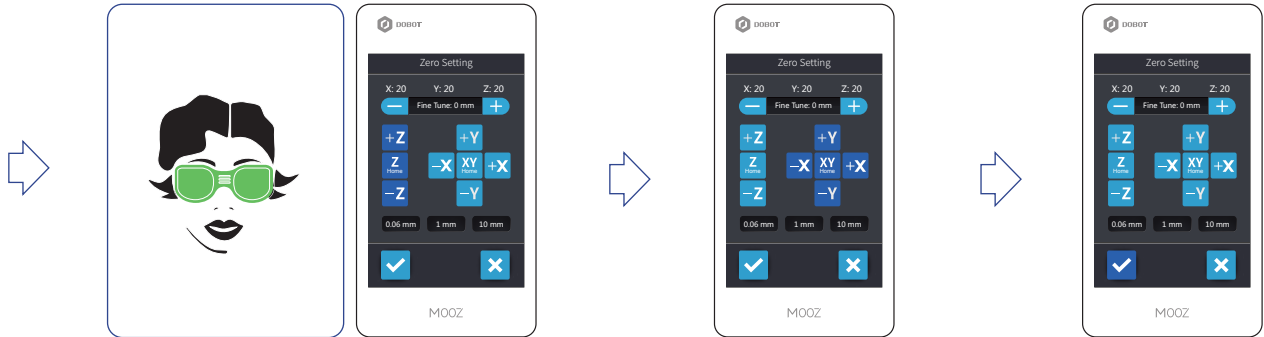 DOBOT
Zero Setting
X: 20 Y: 20 Z: 20
— Fine Tune: 0 mm +
+Z +Y
Z Home −X XY Home +X
−Z −Y
0.06 mm 1 mm 10 mm
MOOZ
DOBOT
Zero Setting
X: 20 Y: 20 Z: 20
— Fine Tune: 0 mm +
+Z +Y
Z Home −X XY Home +X
−Z −Y
0.06 mm 1 mm 10 mm
MOOZ
DOBOT
Zero Setting
X: 20 Y: 20 Z: 20
— Fine Tune: 0 mm +
+Z +Y
Z Home −X XY Home +X
−Z −Y
0.06 mm 1 mm 10 mm
MOOZ